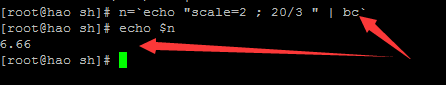 [root@hao sh]# n=`echo "scale=2 ; 20/3 " | bc`
[root@hao sh]# echo $n
6.66
[root@hao sh]#